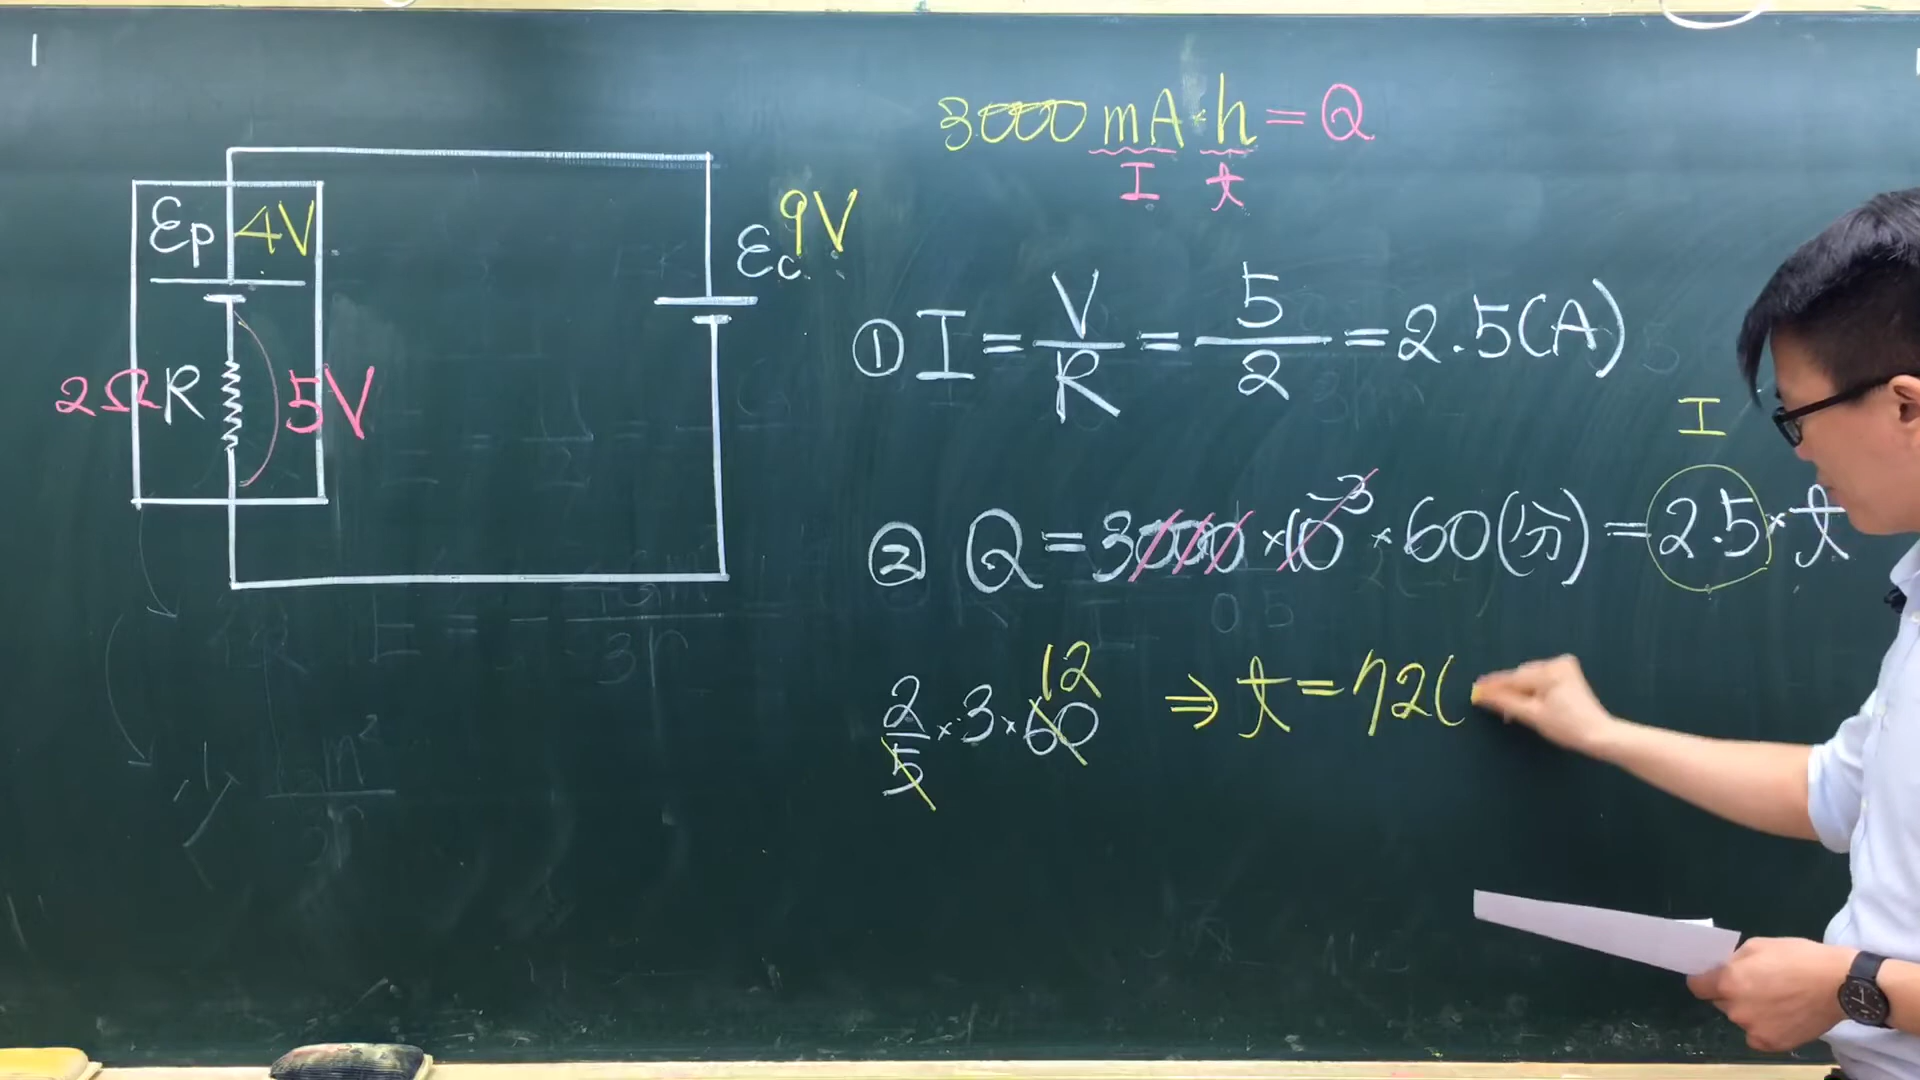 3000 mA·h = Q
I t
εp 4V
εc 9V
① I = V/R = 5/2 = 2.5(A)
2Ω R 5V
I
② Q = 3000 × 10⁻³ × 60(分) = 2.5 × t
12
2/5 × 3 × 60 ⇒ t = 72(